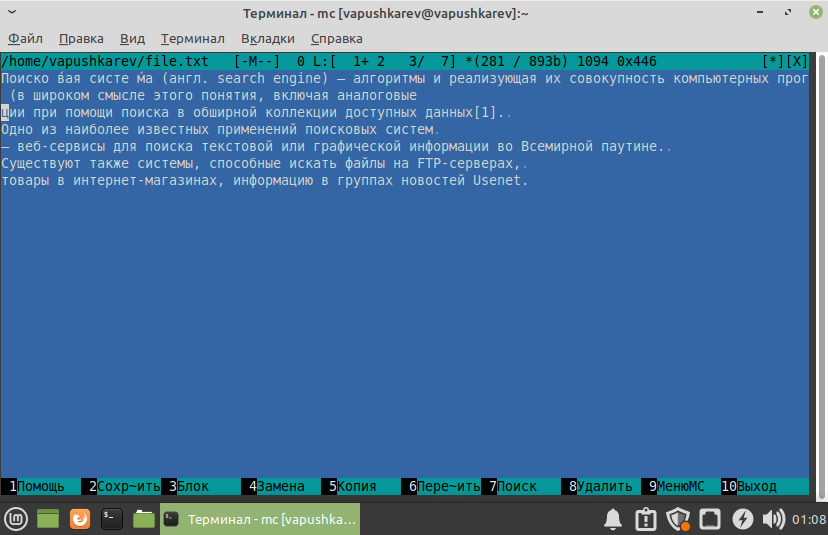 Терминал - mc [vapushkarev@vapushkarev]:~
Файл Правка Вид Терминал Вкладки Справка
/home/vapushkarev/file.txt [-M--] 0 L:[ 1+ 2 3/ 7] *(281 / 893b) 1094 0x446 [*][X]
Поиско́вая систе́ма (англ. search engine) — алгоритмы и реализующая их совокупность компьютерных прог
(в широком смысле этого понятия, включая аналоговые
ции при помощи поиска в обширной коллекции доступных данных[1]..
Одно из наиболее известных применений поисковых систем.
— веб-сервисы для поиска текстовой или графической информации во Всемирной паутине..
Существуют также системы, способные искать файлы на FTP-серверах,.
товары в интернет-магазинах, информацию в группах новостей Usenet.
1Помощь 2Сохр~ить 3Блок 4Замена 5Копия 6Пере~ить 7Поиск 8Удалить 9МенюMC 10Выход
Терминал - mc [vapushka... 01:08